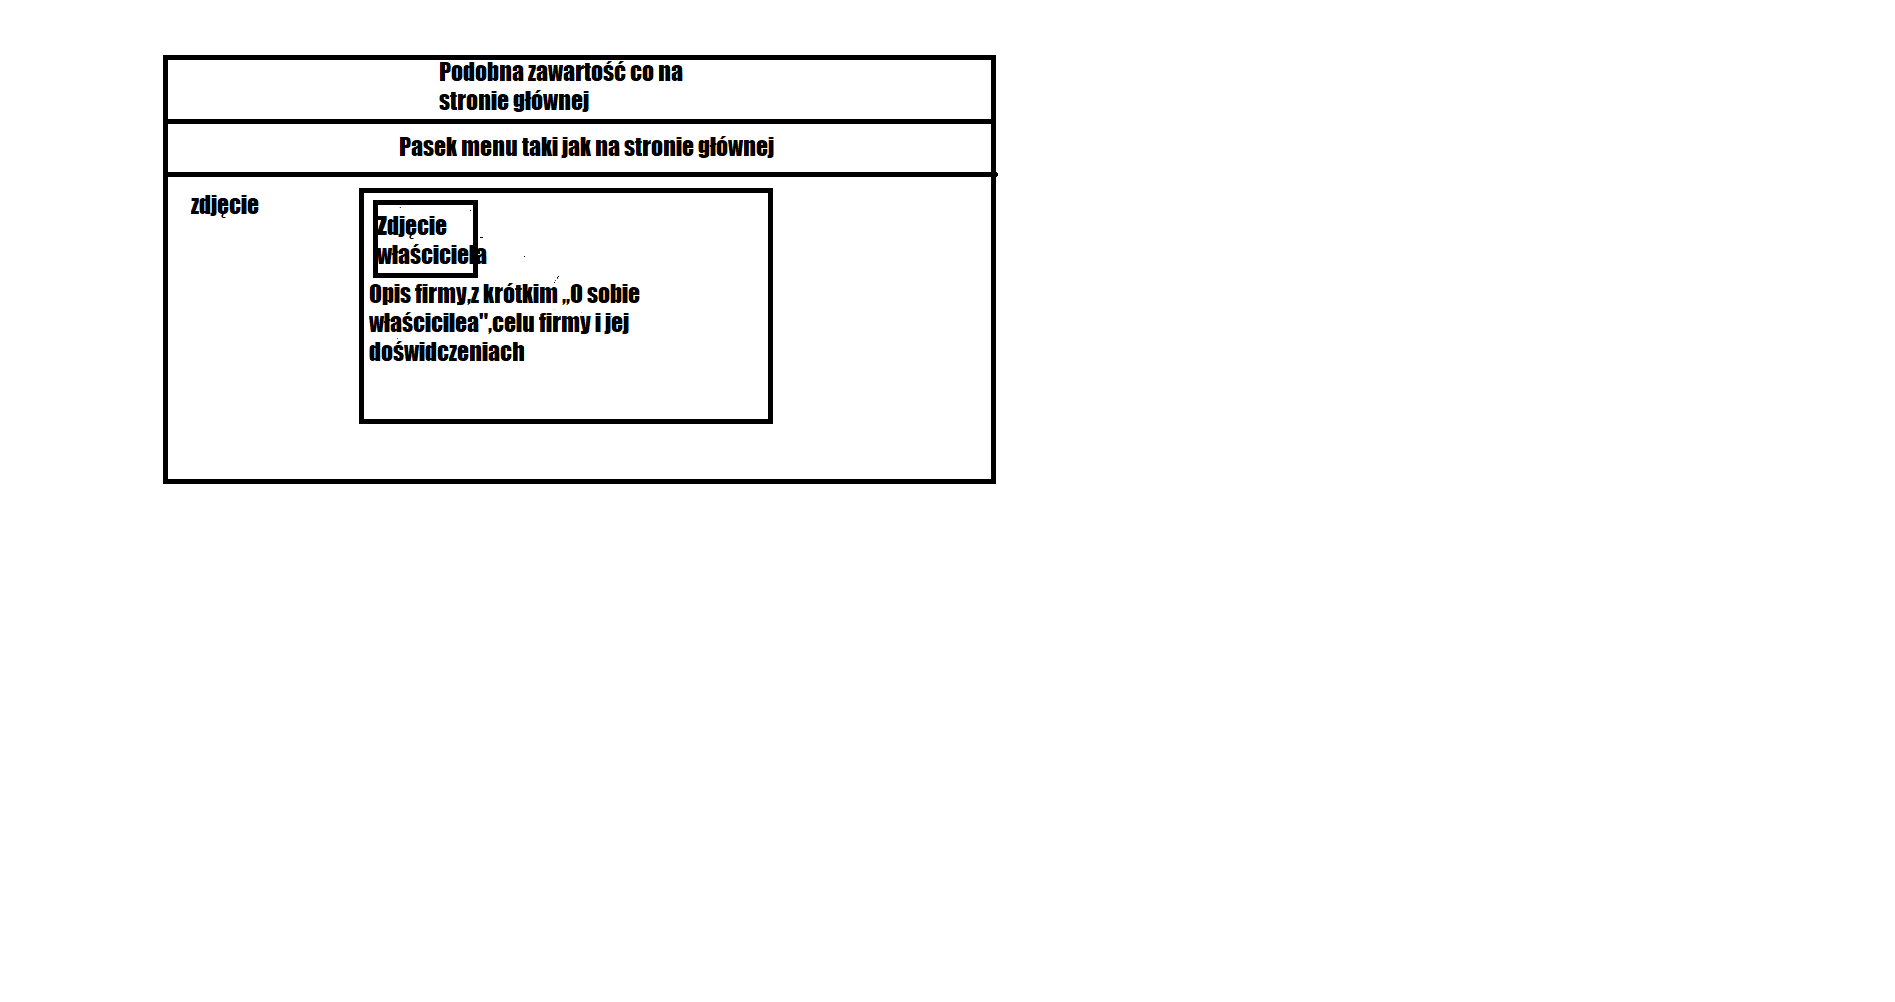 Podobna zawartość co na
stronie głównej
Pasek menu taki jak na stronie głównej
zdjęcie
Zdjęcie
właściciela
Opis firmy,z krótkim „O sobie
właścicilea",celu firmy i jej
doświdczeniach